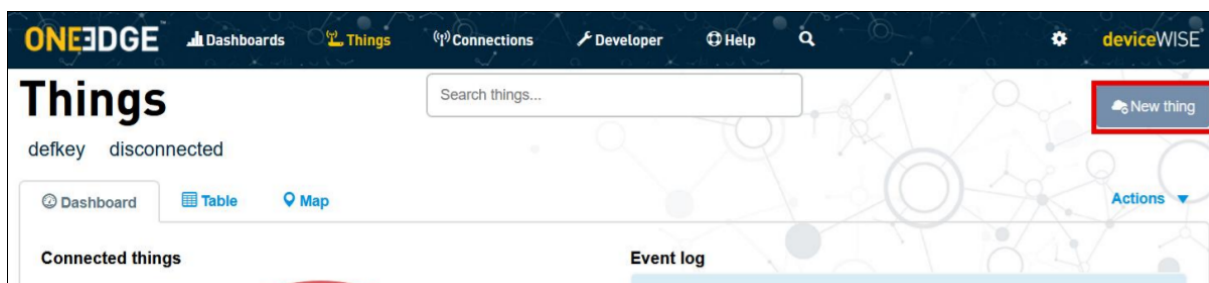 ONEEDGE™ Dashboards Things Connections Developer Help deviceWISE
Things
Search things...
New thing
defkey disconnected
Dashboard Table Map
Actions
Connected things
Event log